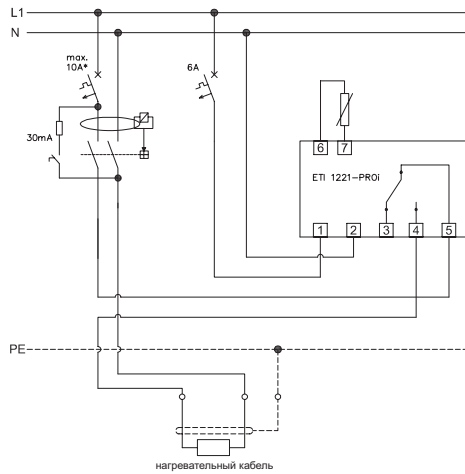 L1
N
max.
10A*
6A
30mA
6 7
ETI 1221-PROi
1 2 3 4 5
PE
нагревательный кабель